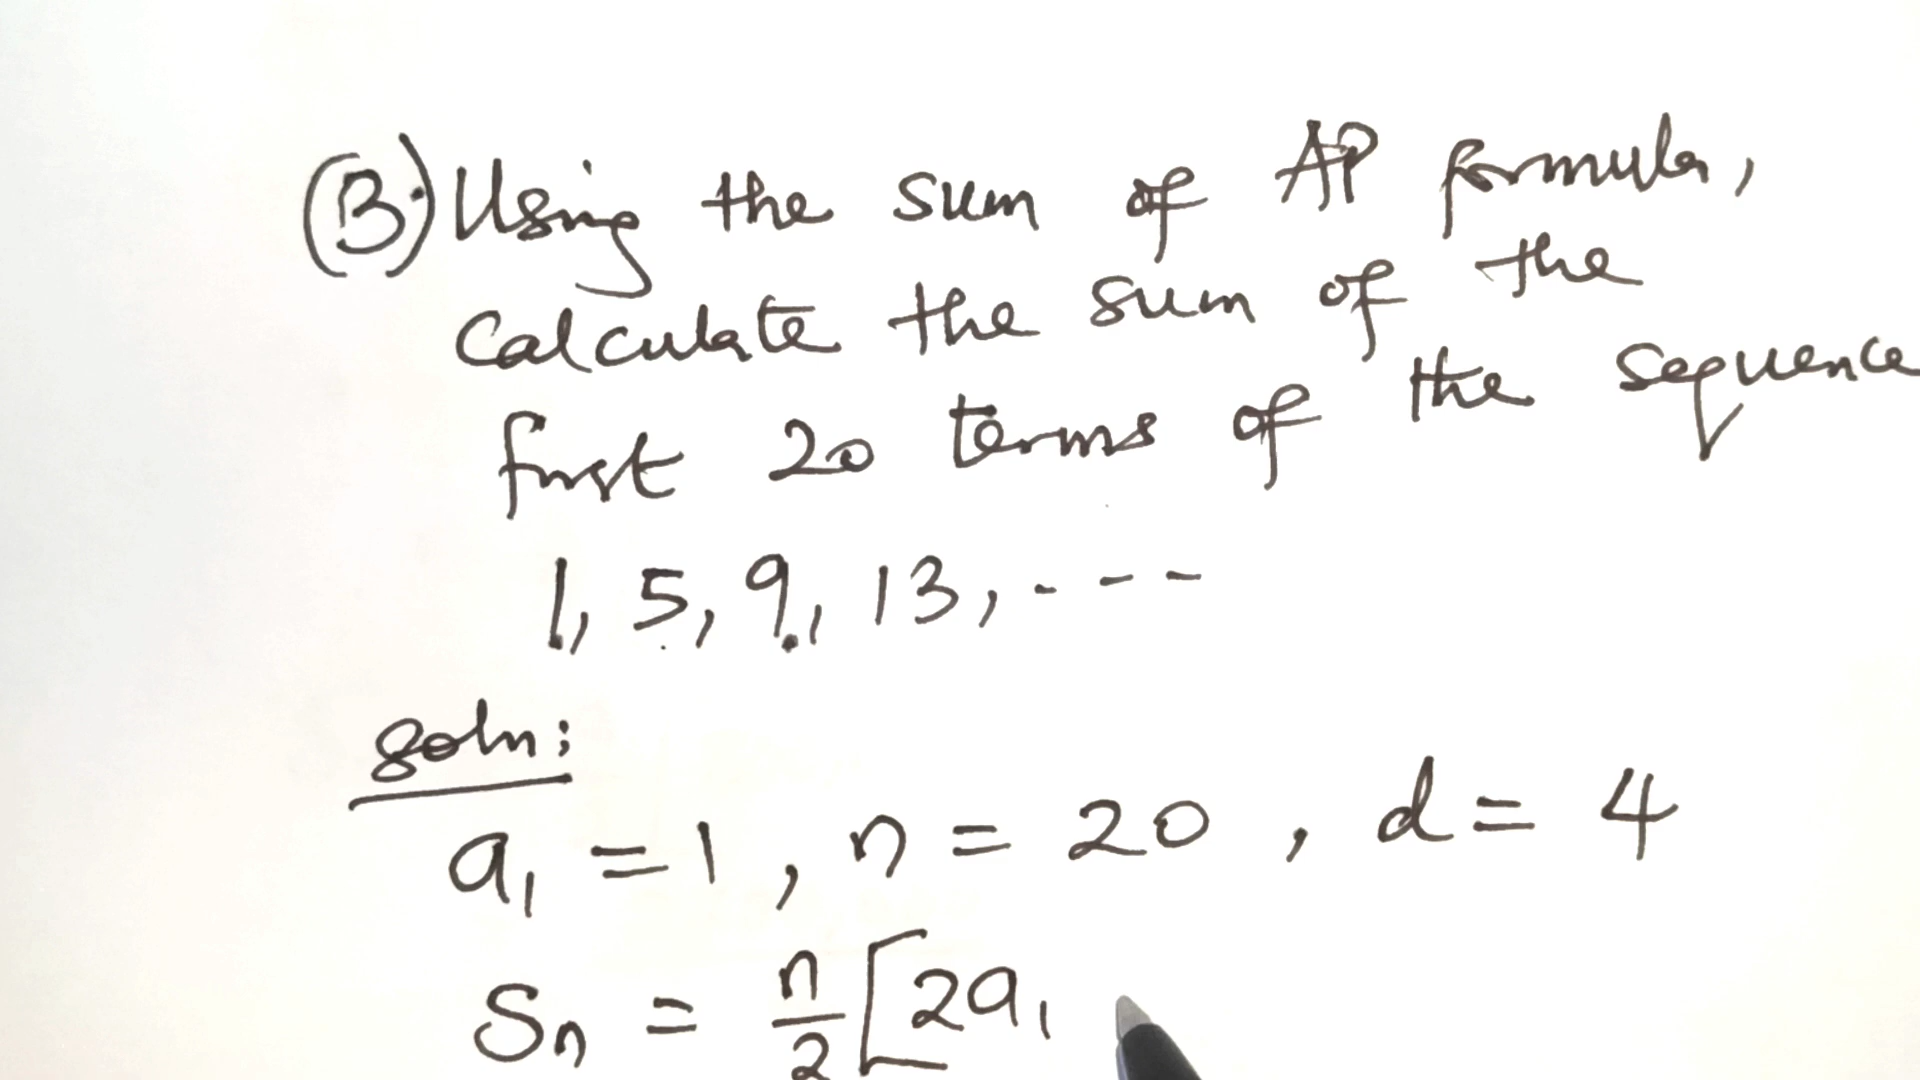 (B.) Using the sum of AP formula,
Calculate the sum of the
first 20 terms of the sequence
1, 5, 9, 13, - - - -
soln:
a₁ = 1, n = 20, d = 4
Sₙ = n/2 [2a₁